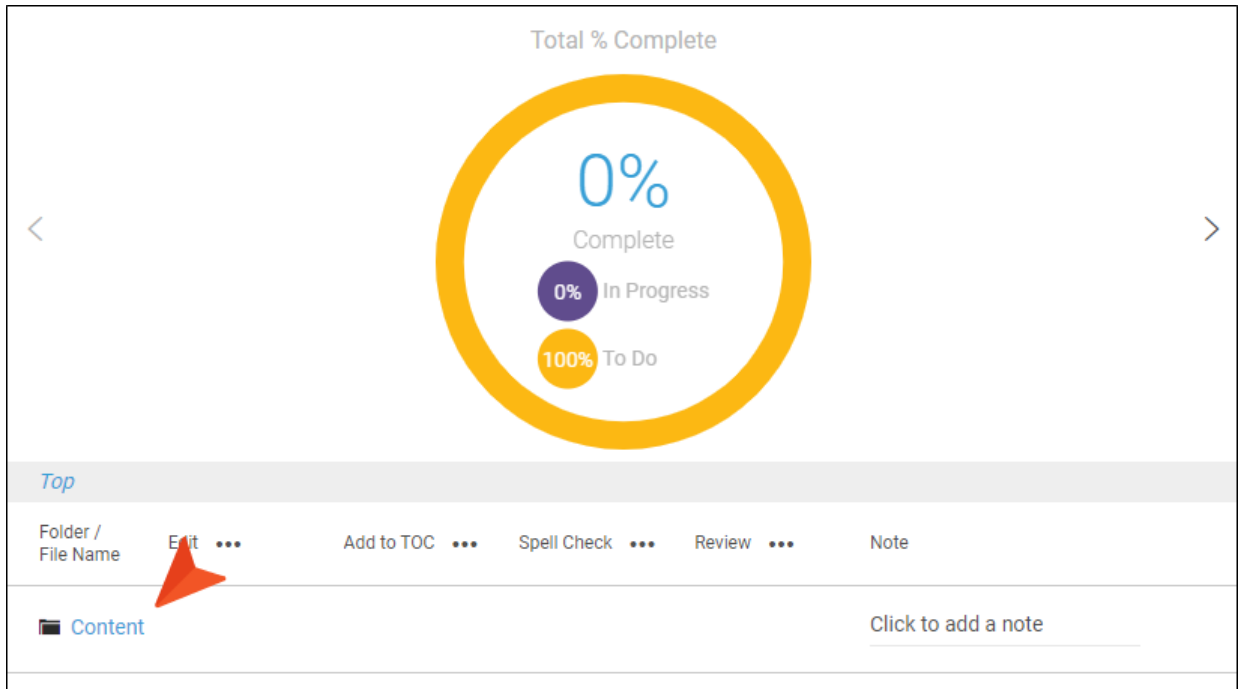 Total % Complete
0%
Complete
0% In Progress
100% To Do
Top
Folder /
File Name
Edit ••• Add to TOC ••• Spell Check ••• Review ••• Note
Content Click to add a note